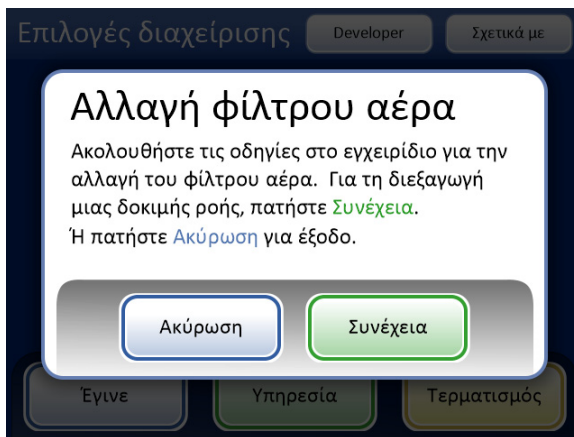 Επιλογές διαχείρισης Developer Σχετικά με
Αλλαγή φίλτρου αέρα
Ακολουθήστε τις οδηγίες στο εγχειρίδιο για την
αλλαγή του φίλτρου αέρα. Για τη διεξαγωγή
μιας δοκιμής ροής, πατήστε Συνέχεια.
Ή πατήστε Ακύρωση για έξοδο.
Ακύρωση Συνέχεια
Έγινε Υπηρεσία Τερματισμός